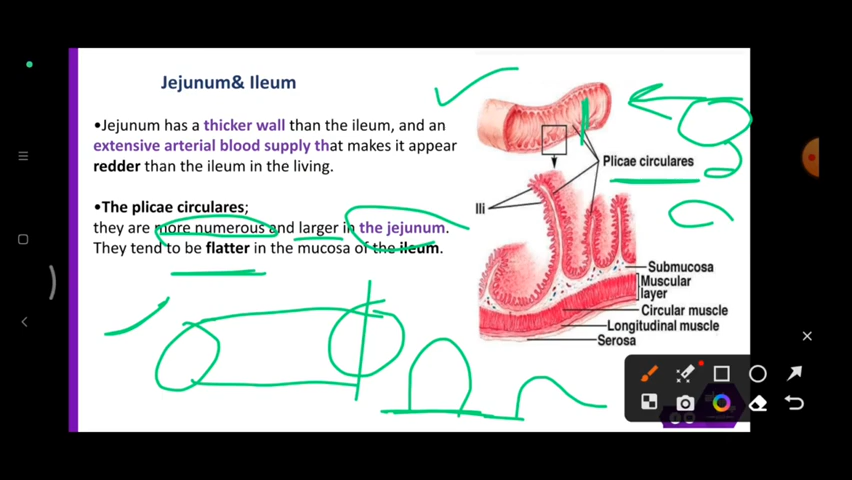 Jejunum& Ileum
•Jejunum has a thicker wall than the ileum, and an
extensive arterial blood supply that makes it appear
redder than the ileum in the living.
•The plicae circulares;
they are more numerous and larger in the jejunum.
They tend to be flatter in the mucosa of the ileum.
Plicae circulares
lli
Submucosa
Muscular
layer
Circular muscle
Longitudinal muscle
Serosa